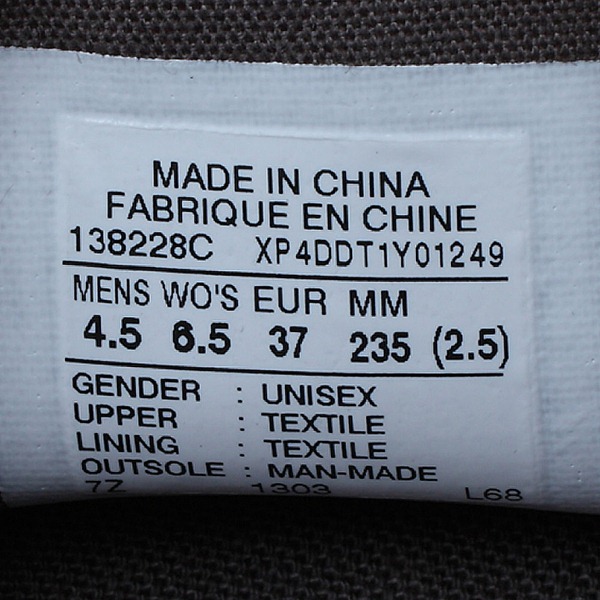 MADE IN CHINA
FABRIQUE EN CHINE
138228C XP4DDT1Y01249
MENS WO'S EUR MM
4.5 6.5 37 235 (2.5)
GENDER : UNISEX
UPPER : TEXTILE
LINING : TEXTILE
OUTSOLE : MAN-MADE
7Z 1303 L68